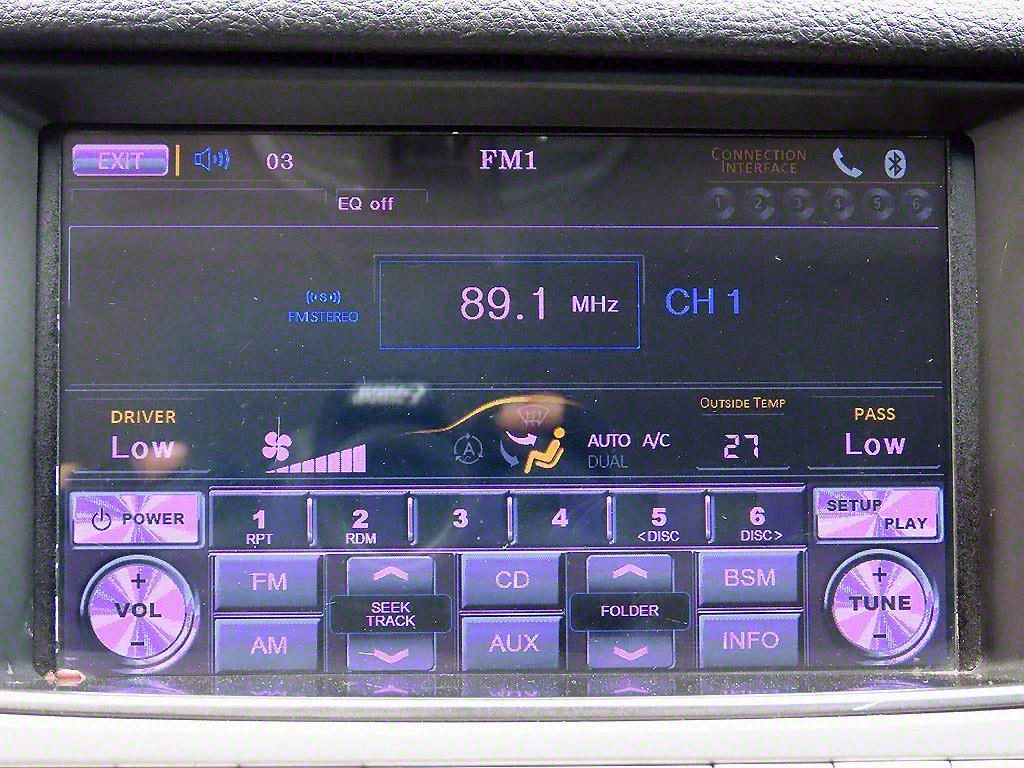 EXIT 03 FM1 CONNECTION INTERFACE
EQ off 1 2 3 4 5 6
((S))
FM STEREO
89.1 MHz CH 1
DRIVER
Low
A
AUTO A/C
DUAL
OUTSIDE TEMP
27
PASS
Low
POWER
1
RPT
2
RDM
3
4
5
<DISC
6
DISC>
SETUP
PLAY
+
VOL
-
FM
AM
SEEK
TRACK
CD
AUX
FOLDER
BSM
INFO
+
TUNE
-